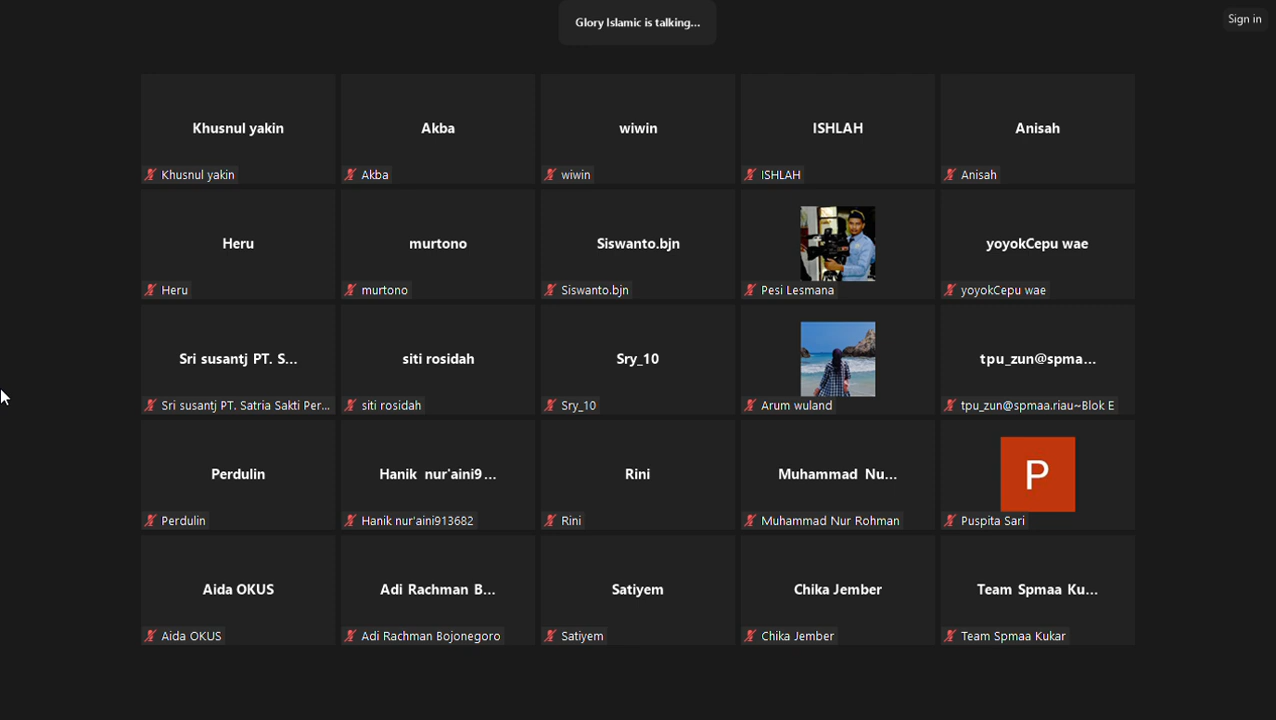 Glory Islamic is talking...
Sign in
Khusnul yakin
Akba
wiwin
ISHLAH
Anisah
Khusnul yakin
Akba
wiwin
ISHLAH
Anisah
Heru
murtono
Siswanto.bjn
yoyokCepu wae
Heru
murtono
Siswanto.bjn
Pesi Lesmana
yoyokCepu wae
Sri susantj PT. S...
siti rosidah
Sry_10
tpu_zun@spma...
Sri susantj PT. Satria Sakti Per...
siti rosidah
Sry_10
Arum wuland
tpu_zun@spmaa.riau~Blok E
Perdulin
Hanik nur'aini9...
Rini
Muhammad Nu...
P
Perdulin
Hanik nur'aini913682
Rini
Muhammad Nur Rohman
Puspita Sari
Aida OKUS
Adi Rachman B...
Satiyem
Chika Jember
Team Spmaa Ku...
Aida OKUS
Adi Rachman Bojonegoro
Satiyem
Chika Jember
Team Spmaa Kukar